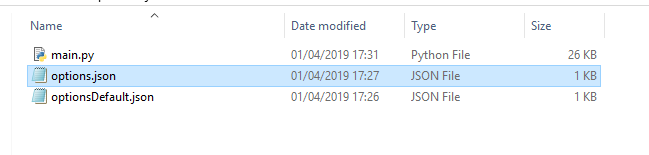 Name Date modified Type Size
main.py 01/04/2019 17:31 Python File 26 KB
options.json 01/04/2019 17:27 JSON File 1 KB
optionsDefault.json 01/04/2019 17:26 JSON File 1 KB